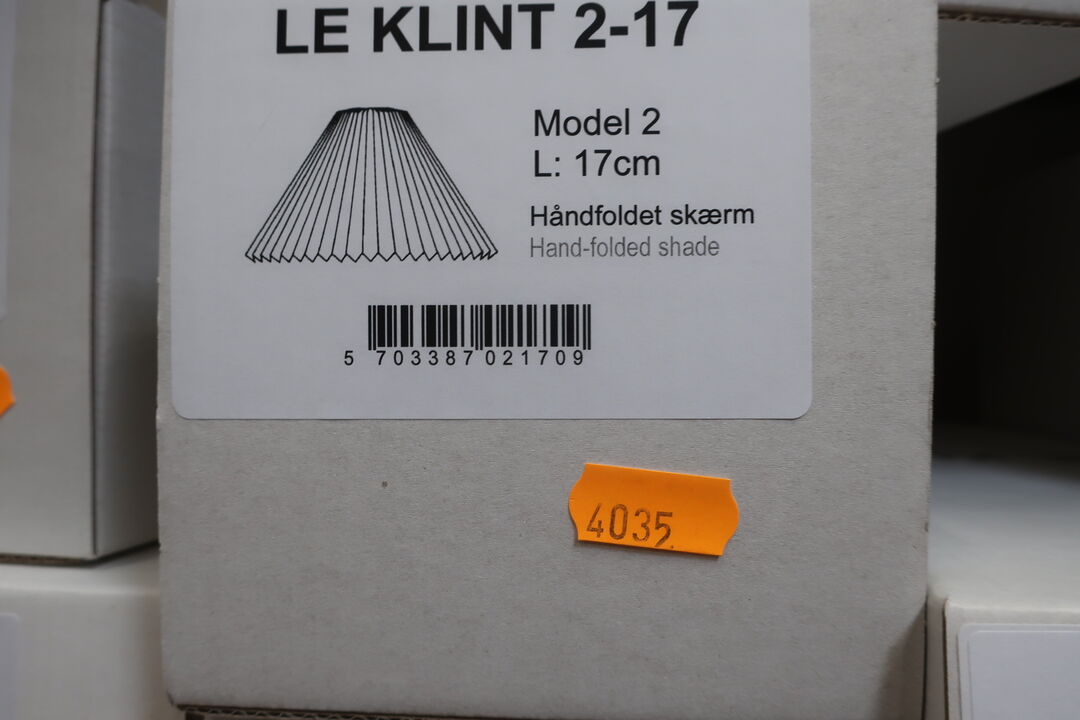 LE KLINT 2-17
Model 2
L: 17cm
Håndfoldet skærm
Hand-folded shade
5 703387 021709
4035.